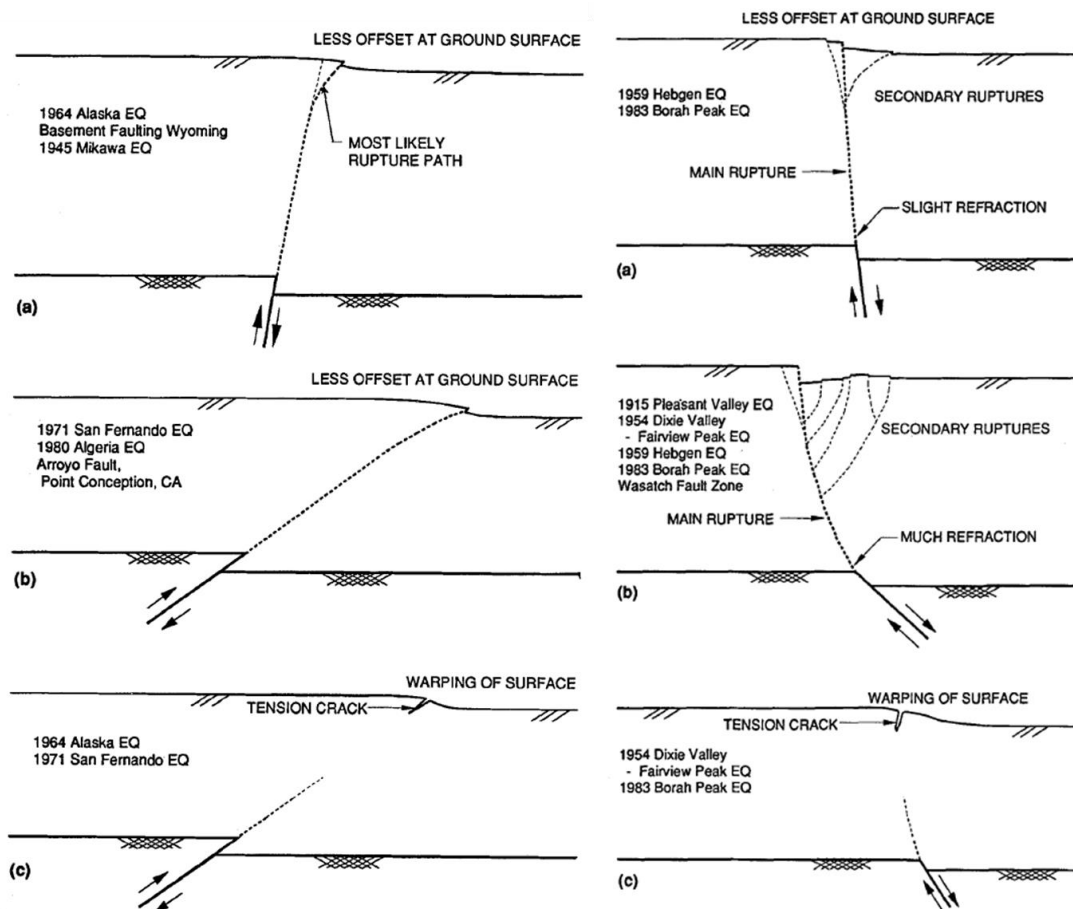 LESS OFFSET AT GROUND SURFACE
1964 Alaska EQ
Basement Faulting Wyoming
1945 Mikawa EQ
MOST LIKELY
RUPTURE PATH
(a)
LESS OFFSET AT GROUND SURFACE
1971 San Fernando EQ
1980 Algeria EQ
Arroyo Fault,
Point Conception, CA
(b)
WARPING OF SURFACE
TENSION CRACK
1964 Alaska EQ
1971 San Fernando EQ
(c)
LESS OFFSET AT GROUND SURFACE
1959 Hebgen EQ
1983 Borah Peak EQ
SECONDARY RUPTURES
MAIN RUPTURE
SLIGHT REFRACTION
(a)
1915 Pleasant Valley EQ
1954 Dixie Valley
- Fairview Peak EQ
1959 Hebgen EQ
1983 Borah Peak EQ
Wasatch Fault Zone
SECONDARY RUPTURES
MAIN RUPTURE
MUCH REFRACTION
(b)
WARPING OF SURFACE
TENSION CRACK
1954 Dixie Valley
- Fairview Peak EQ
1983 Borah Peak EQ
(c)